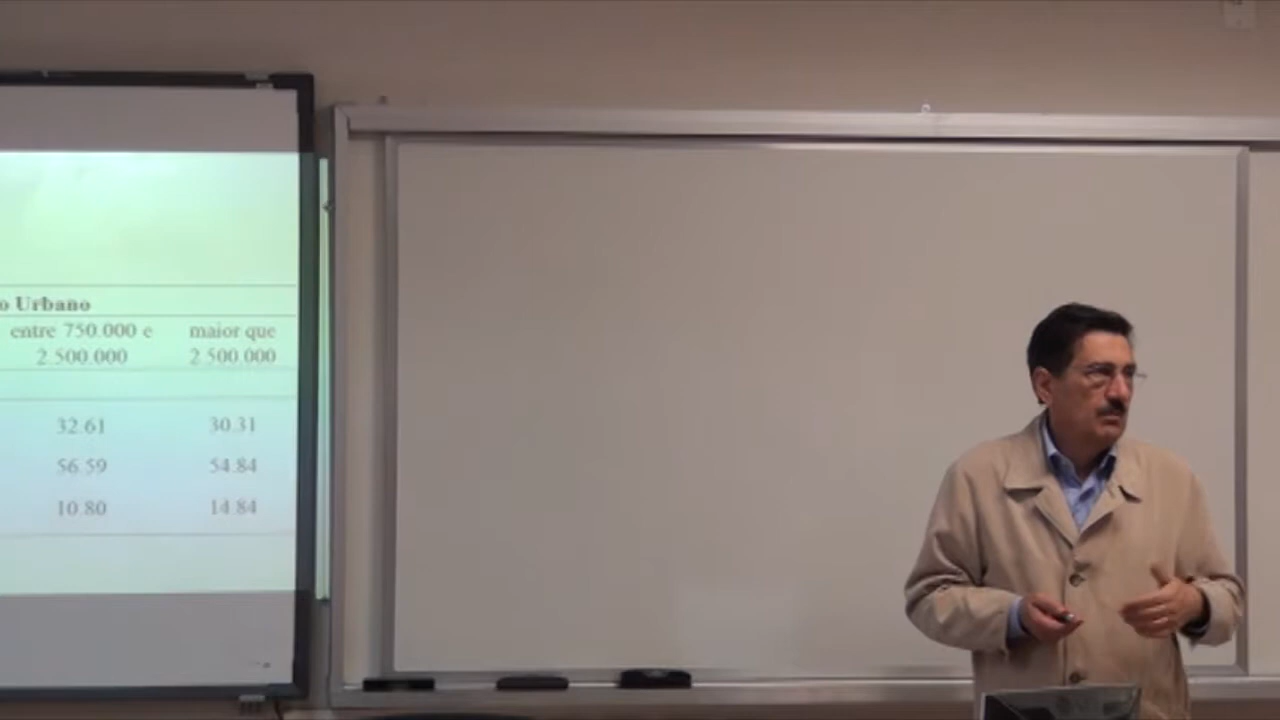 o Urbano
entre 750.000 e maior que
2.500.000 2.500.000
32.61 30.31
56.59 54.84
10.80 14.84